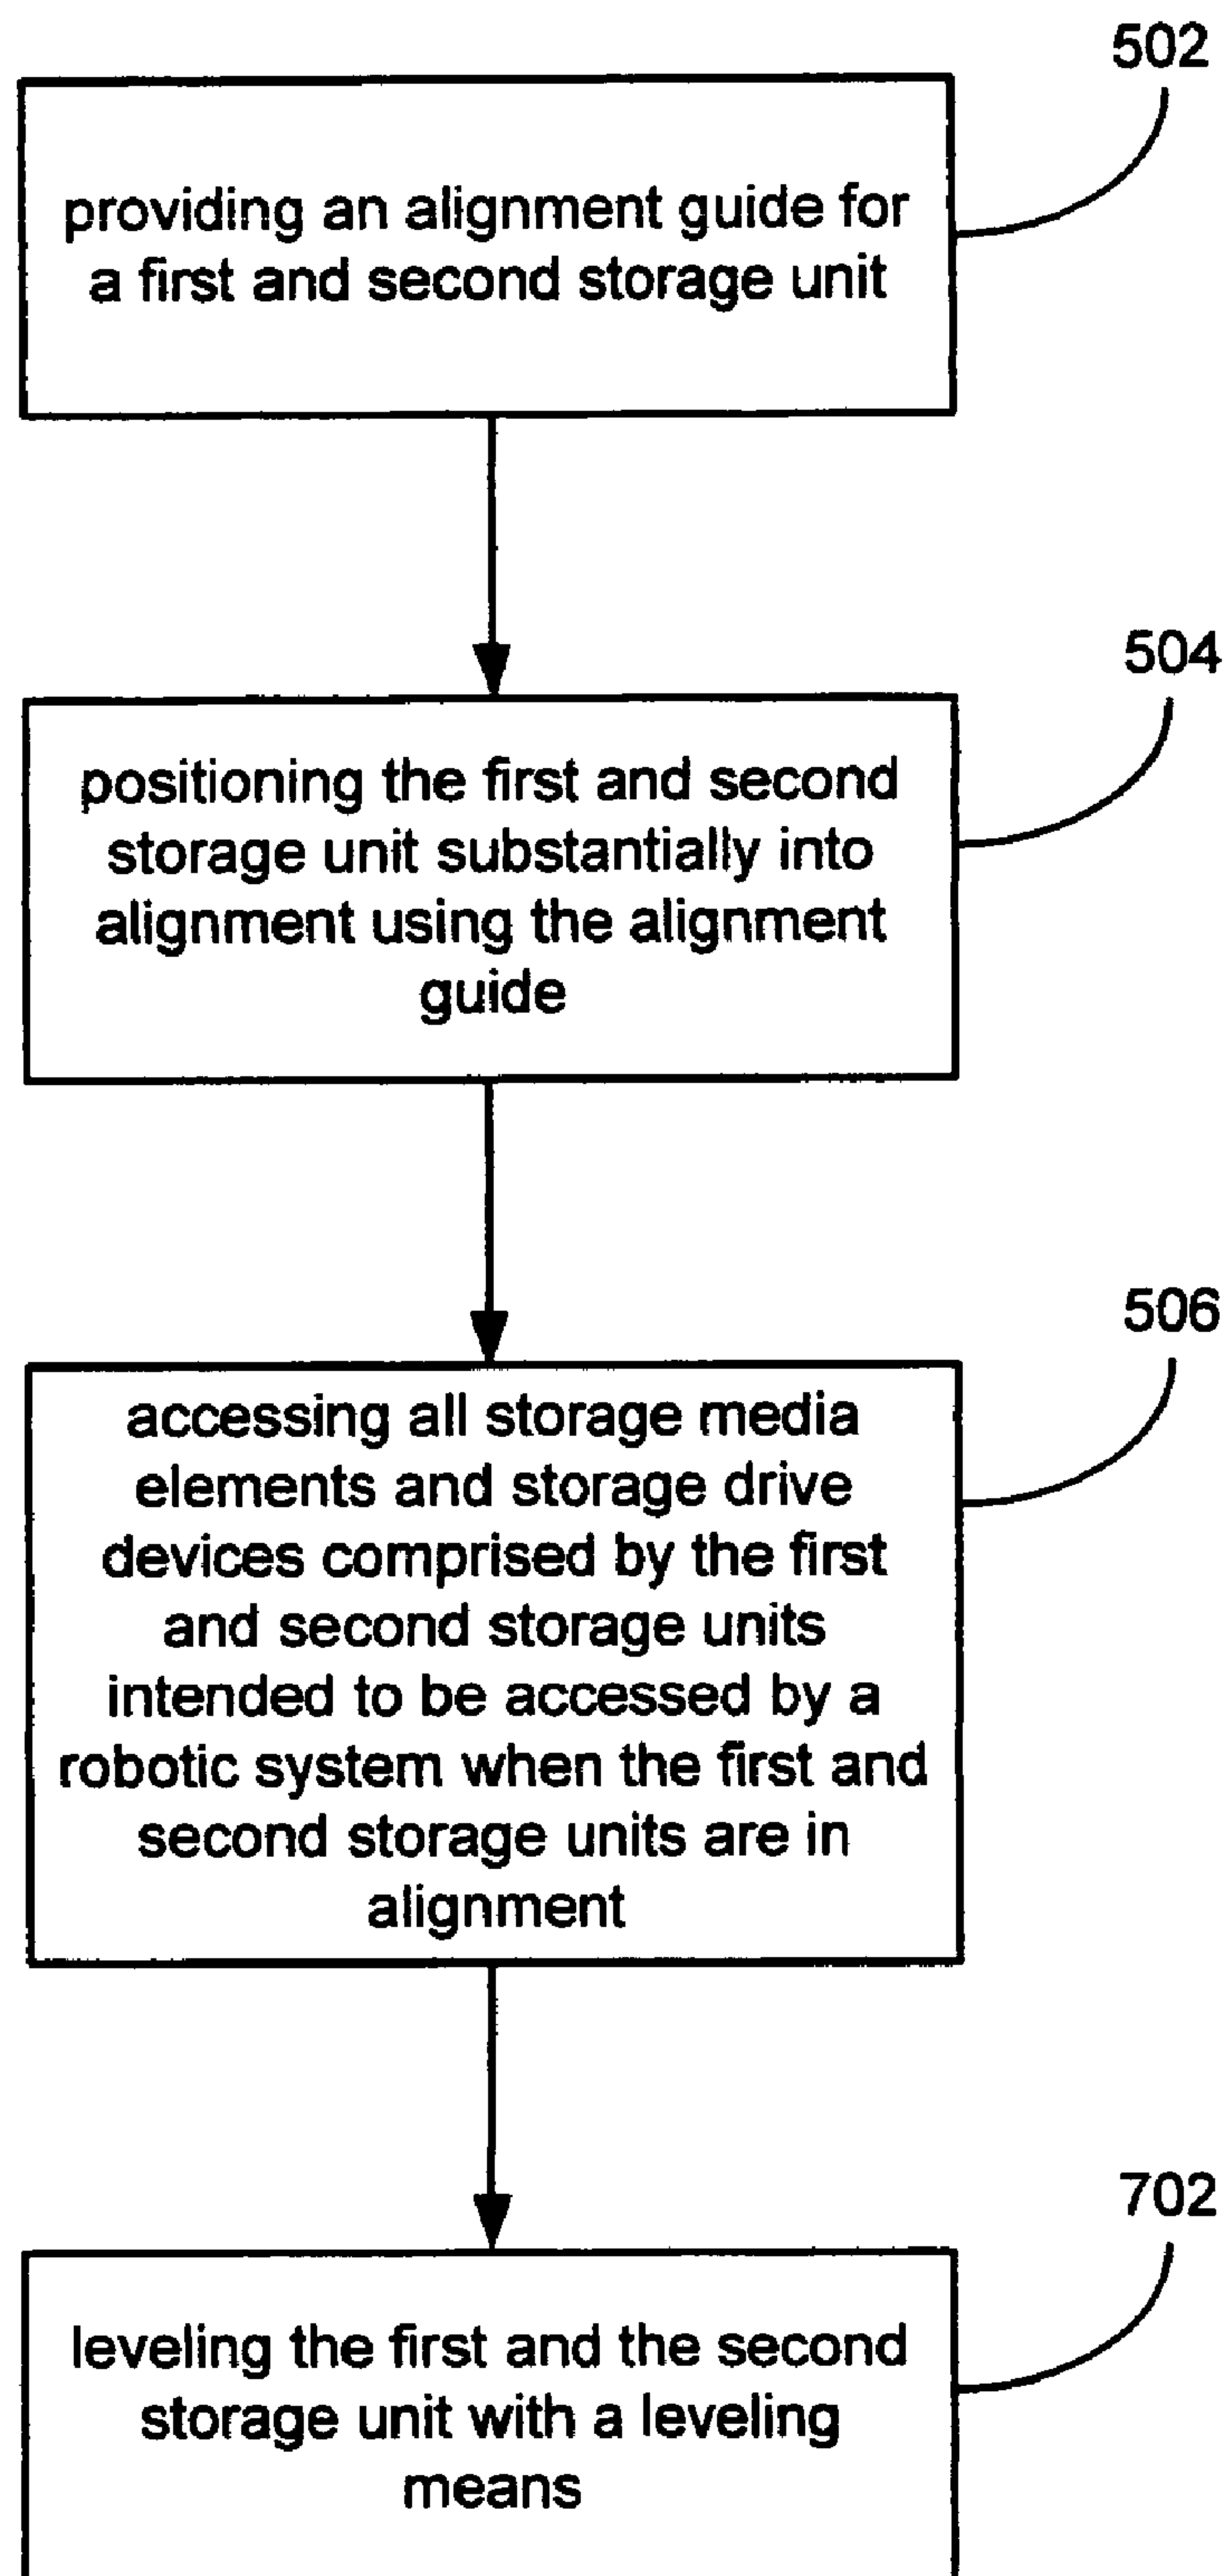 502
providing an alignment guide for
a first and second storage unit
504
positioning the first and second
storage unit substantially into
alignment using the alignment
guide
506
accessing all storage media
elements and storage drive
devices comprised by the first
and second storage units
intended to be accessed by a
robotic system when the first and
second storage units are in
alignment
702
leveling the first and the second
storage unit with a leveling
means